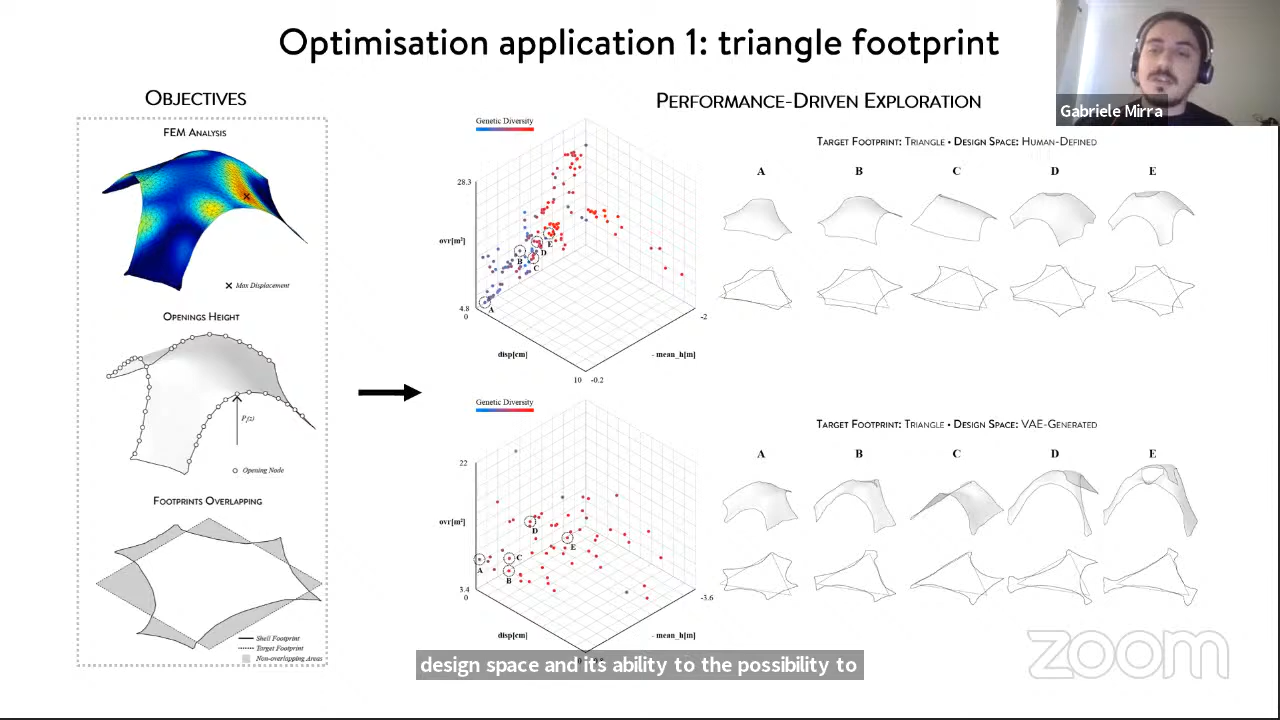 Optimisation application 1: triangle footprint
Gabriele Mirra
OBJECTIVES
FEM ANALYSIS
× Max Displacement
OPENINGS HEIGHT
Pᵢ(z)
Opening Node
FOOTPRINTS OVERLAPPING
Shell Footprint
Target Footprint
Non-overlapping Areas
PERFORMANCE-DRIVEN EXPLORATION
Genetic Diversity
28.3
ovr[m²]
B
E
D
C
A
4.8
0
-2
disp[cm]
- mean_h[m]
10
-0.2
TARGET FOOTPRINT: TRIANGLE • DESIGN SPACE: HUMAN-DEFINED
A B C D E
Genetic Diversity
22
ovr[m²]
D
E
A
C
B
3.4
0
-3.6
disp[cm]
- mean_h[m]
TARGET FOOTPRINT: TRIANGLE • DESIGN SPACE: VAE-GENERATED
A B C D E
design space and its ability to the possibility to
zoom